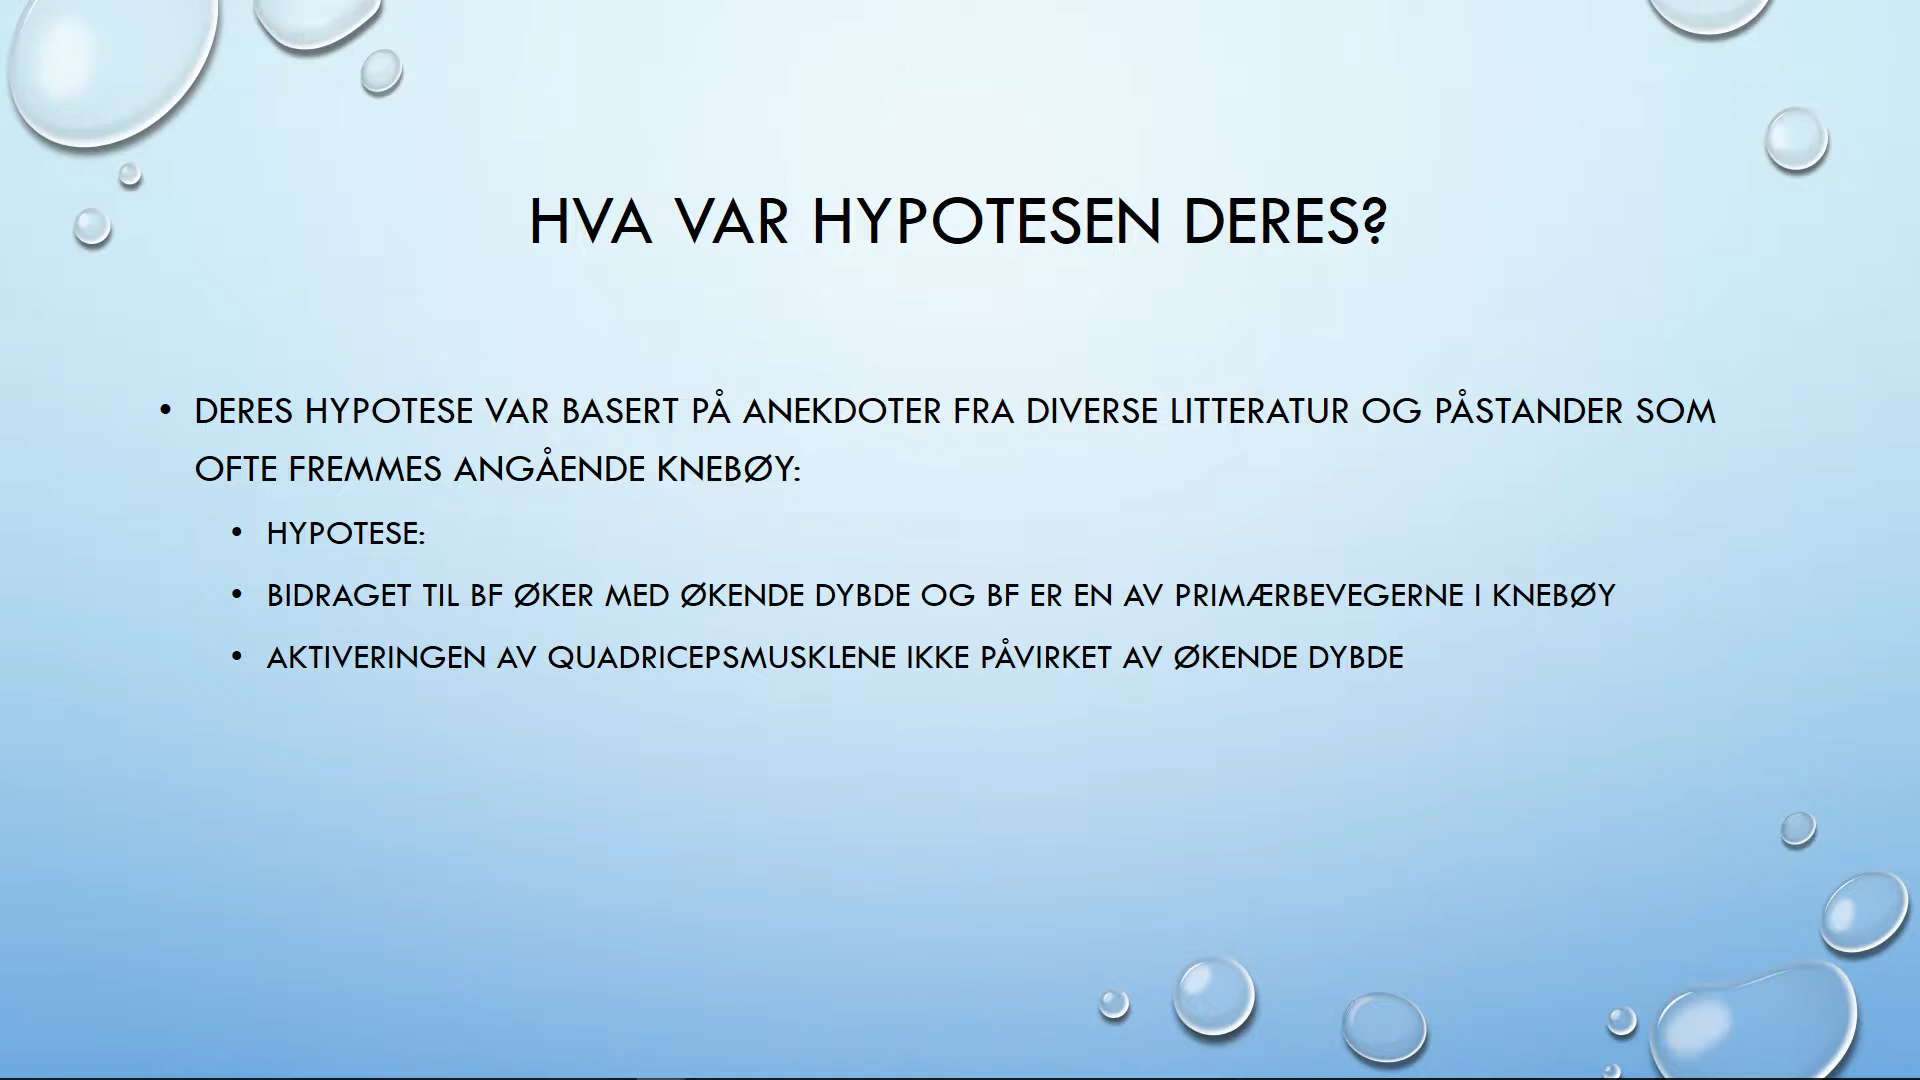 HVA VAR HYPOTESEN DERES?
• DERES HYPOTESE VAR BASERT PÅ ANEKDOTER FRA DIVERSE LITTERATUR OG PÅSTANDER SOM
OFTE FREMMES ANGÅENDE KNEBØY:
• HYPOTESE:
• BIDRAGET TIL BF ØKER MED ØKENDE DYBDE OG BF ER EN AV PRIMÆRBEVEGERNE I KNEBØY
• AKTIVERINGEN AV QUADRICEPSMUSKLENE IKKE PÅVIRKET AV ØKENDE DYBDE